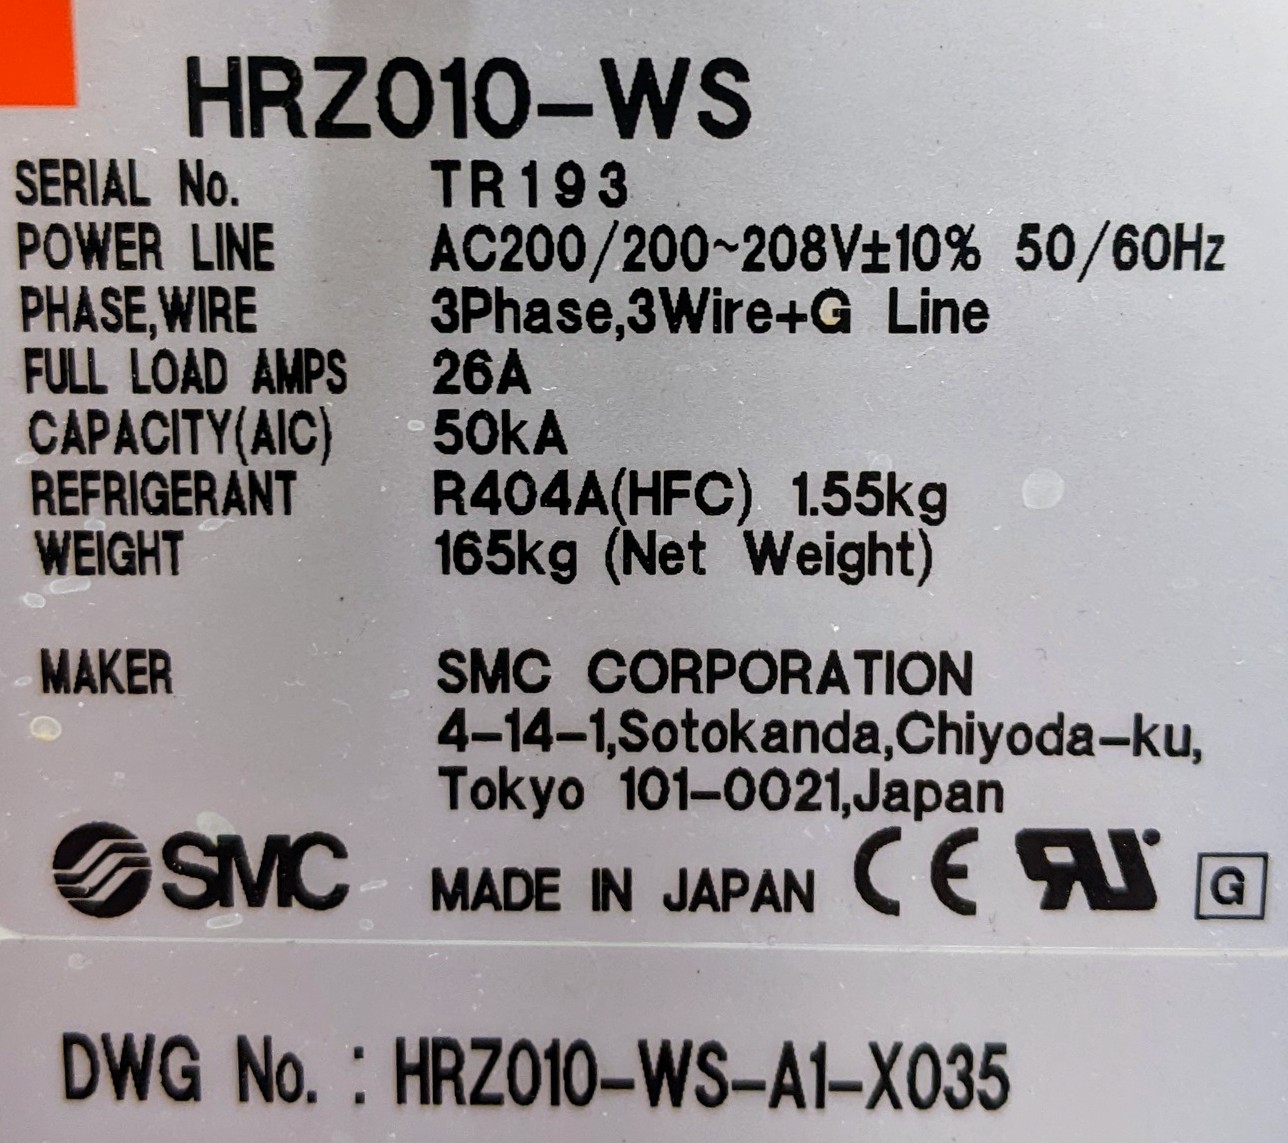 HRZ010-WS
SERIAL No. TR193
POWER LINE AC200/200~208V±10% 50/60Hz
PHASE,WIRE 3Phase,3Wire+G Line
FULL LOAD AMPS 26A
CAPACITY(AIC) 50kA
REFRIGERANT R404A(HFC) 1.55kg
WEIGHT 165kg (Net Weight)
MAKER SMC CORPORATION
4-14-1,Sotokanda,Chiyoda-ku,
Tokyo 101-0021,Japan
SMC MADE IN JAPAN CE RU G
DWG No. : HRZ010-WS-A1-X035